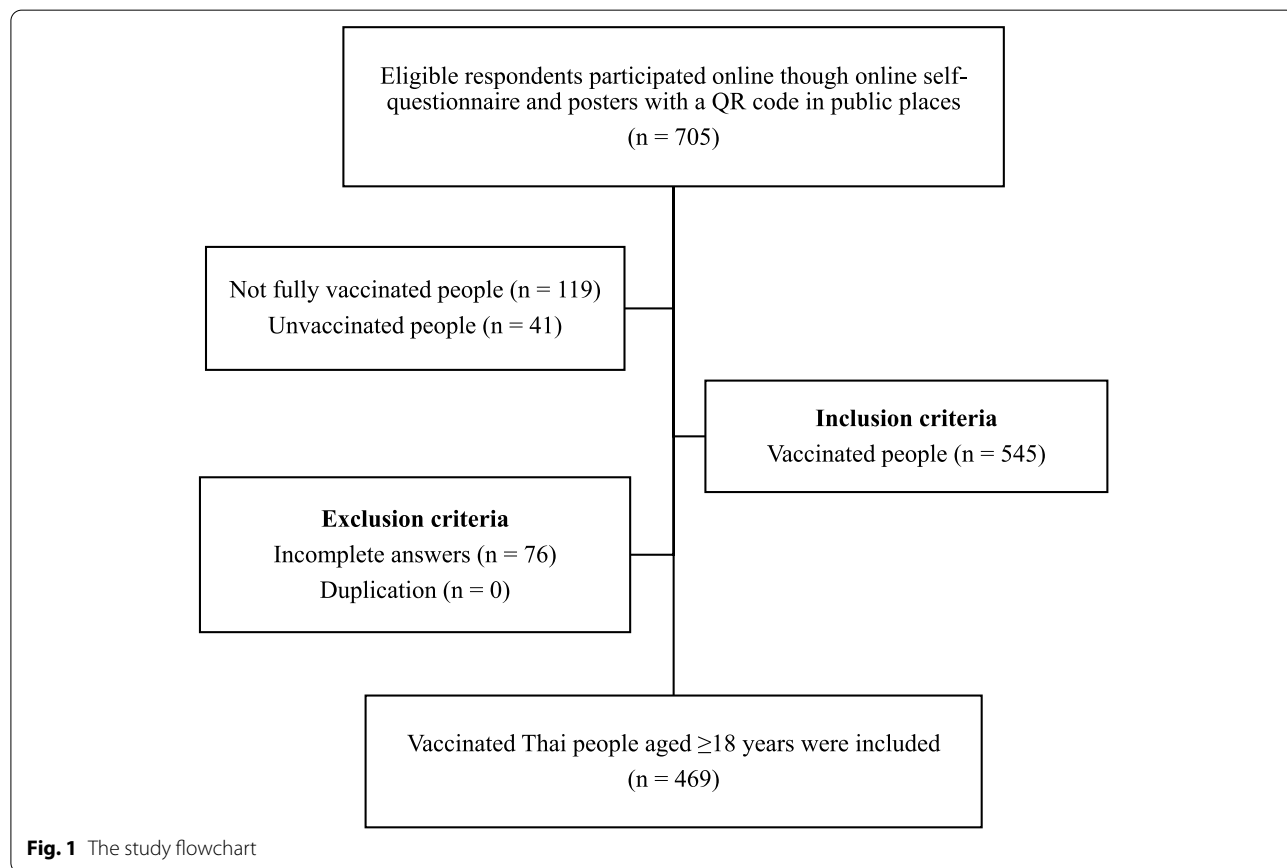 Eligible respondents participated online though online self-
questionnaire and posters with a QR code in public places
(n = 705)
Not fully vaccinated people (n = 119)
Unvaccinated people (n = 41)
Inclusion criteria
Vaccinated people (n = 545)
Exclusion criteria
Incomplete answers (n = 76)
Duplication (n = 0)
Vaccinated Thai people aged ≥18 years were included
(n = 469)
Fig. 1 The study flowchart